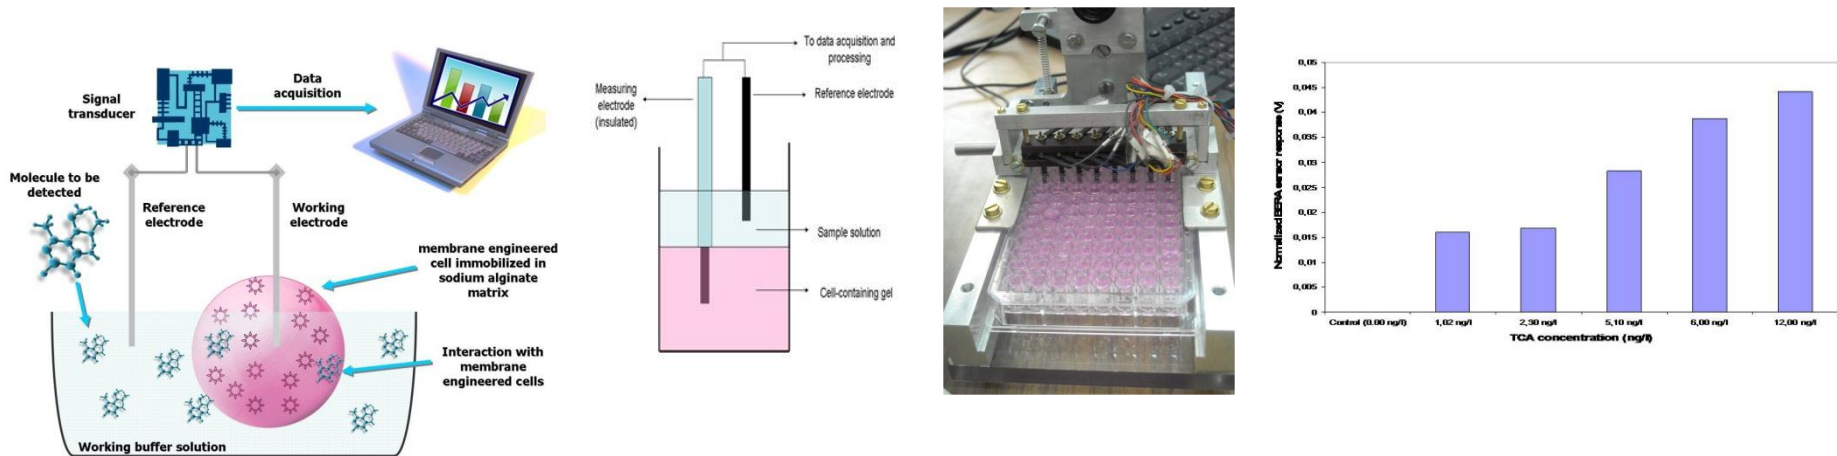 Signal
transducer
Data
acquisition
Molecule to be
detected
Reference
electrode
Working
electrode
membrane engineered
cell immobilized in
sodium alginate
matrix
Interaction with
membrane
engineered cells
Working buffer solution
To data acquisition and
processing
Measuring
electrode
(insulated)
Reference electrode
Sample solution
Cell-containing gel
Normalized BERA sensor response (V)
0,05
0,045
0,04
0,035
0,03
0,025
0,02
0,015
0,01
0,005
0
Control (0.00 ng/l)
1,02 ng/l
2,30 ng/l
5,10 ng/l
6,00 ng/l
12,00 ng/l
TCA concentration (ng/l)